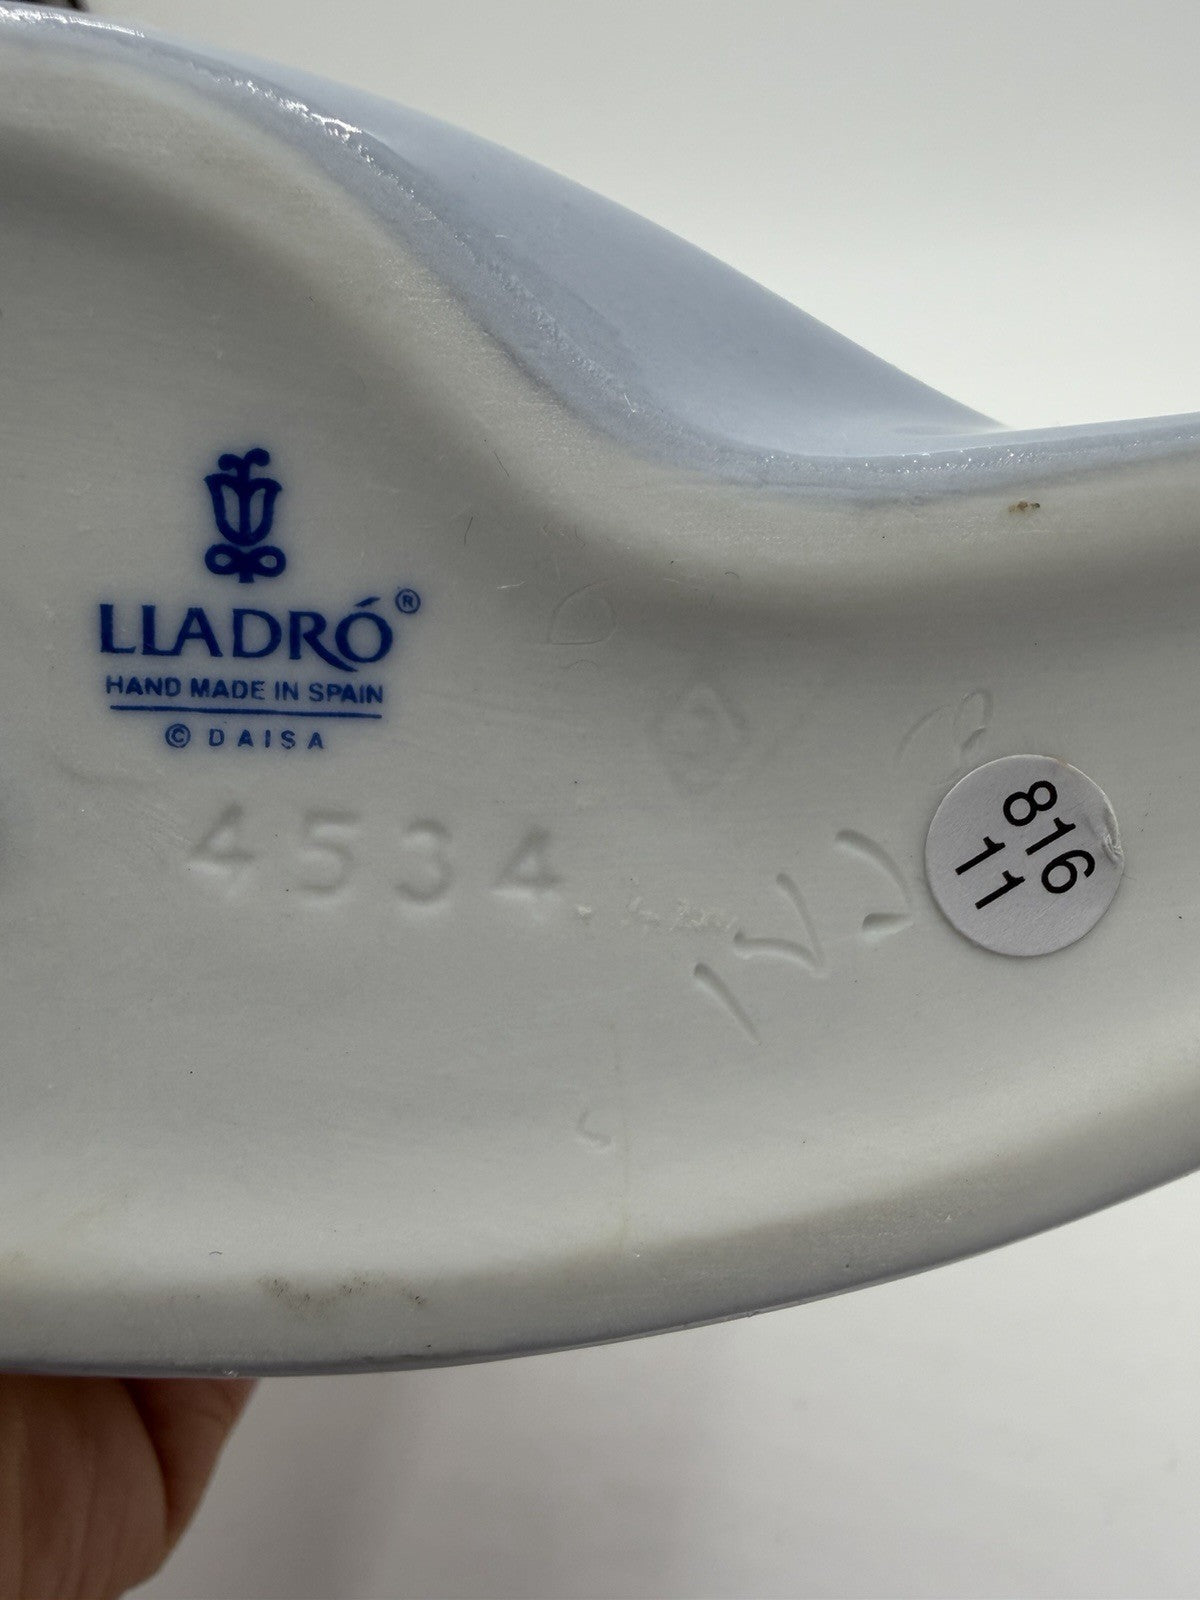 LLADRÓ®
HAND MADE IN SPAIN
© DAISA
4534.
816
11